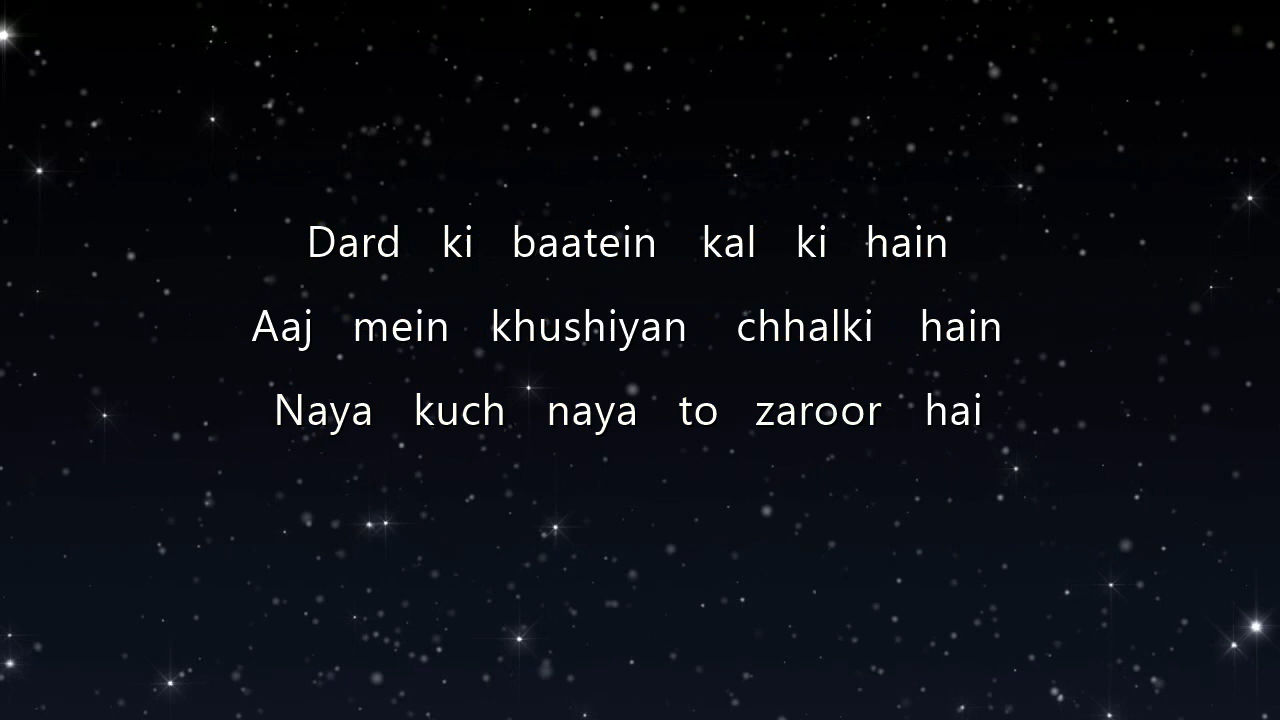 Dard ki baatein kal ki hain
Aaj mein khushiyan chhalki hain
Naya kuch naya to zaroor hai